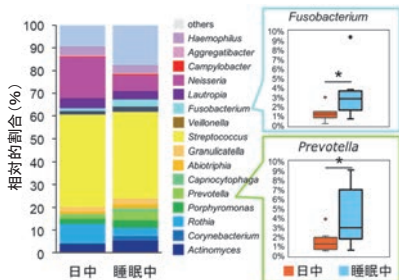 100
90
80
70
60
50
40
30
20
10
0
相対的割合(%)
日中
睡眠中
others
Haemophilus
Aggregatibacter
Campylobacter
Neisseria
Lautropia
Fusobacterium
Veillonella
Streptococcus
Granulicatella
Abiotriphia
Capnocytophaga
Prevotella
Porphyromonas
Rothia
Corynebacterium
Actinomyces
Fusobacterium
10%
9%
8%
7%
6%
5%
4%
3%
2%
1%
0%
*
Prevotella
10%
9%
8%
7%
6%
5%
4%
3%
2%
1%
0%
*
日中
睡眠中